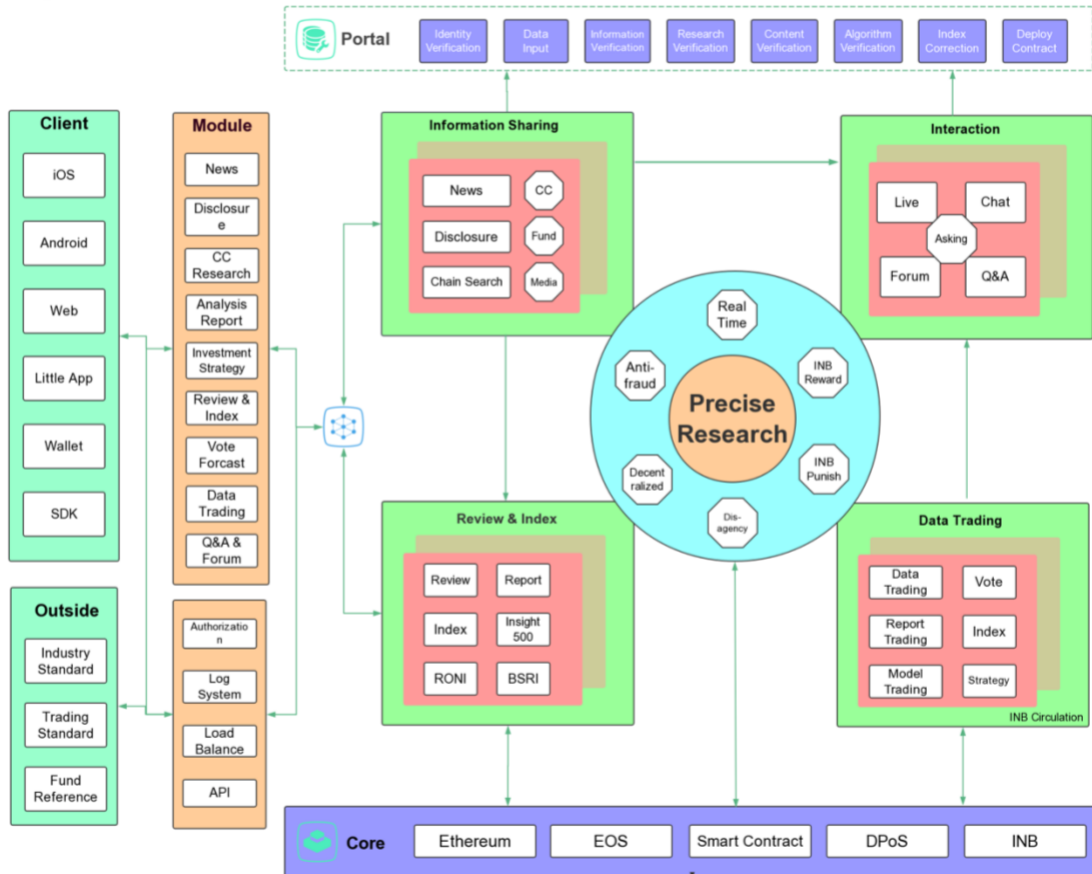 Portal
Identity
Verification
Data
Input
Information
Verification
Research
Verification
Content
Verification
Algorithm
Verification
Index
Correction
Deploy
Contract
Client
iOS
Android
Web
Little App
Wallet
SDK
Outside
Industry
Standard
Trading
Standard
Fund
Reference
Module
News
Disclosur
e
CC
Research
Analysis
Report
Investment
Strategy
Review &
Index
Vote
Forcast
Data
Trading
Q&A &
Forum
Authorizatio
n
Log
System
Load
Balance
API
Information Sharing
News
CC
Disclosure
Fund
Chain Search
Media
Interaction
Live
Chat
Asking
Forum
Q&A
Real
Time
Anti-
fraud
INB
Reward
Precise
Research
Decent
ralized
INB
Punish
Dis-
agency
Review & Index
Review
Report
Index
Insight
500
RONI
BSRI
Data Trading
Data
Trading
Vote
Report
Trading
Index
Model
Trading
Strategy
INB Circulation
Core
Ethereum
EOS
Smart Contract
DPoS
INB